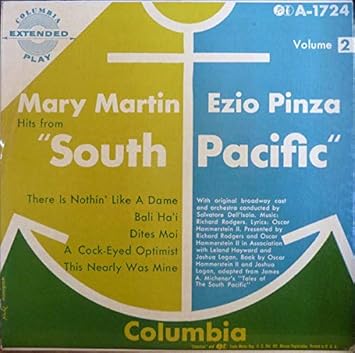 COLUMBIA
EXTENDED
PLAY
A-1724
Volume 2
Mary Martin Ezio Pinza
Hits from
"South Pacific"
There Is Nothin' Like A Dame
Bali Ha'i
Dites Moi
A Cock-Eyed Optimist
This Nearly Was Mine
With original broadway cast
and orchestra conducted by
Salvatore Dell'Isola. Music:
Richard Rodgers. Lyrics: Oscar
Hammerstein II. Presented by
Richard Rodgers and Oscar
Hammerstein II in Association
with Leland Hayward and
Joshua Logan. Book by Oscar
Hammerstein II and Joshua
Logan, adapted from James
A. Michener's "Tales of
The South Pacific"
Columbia